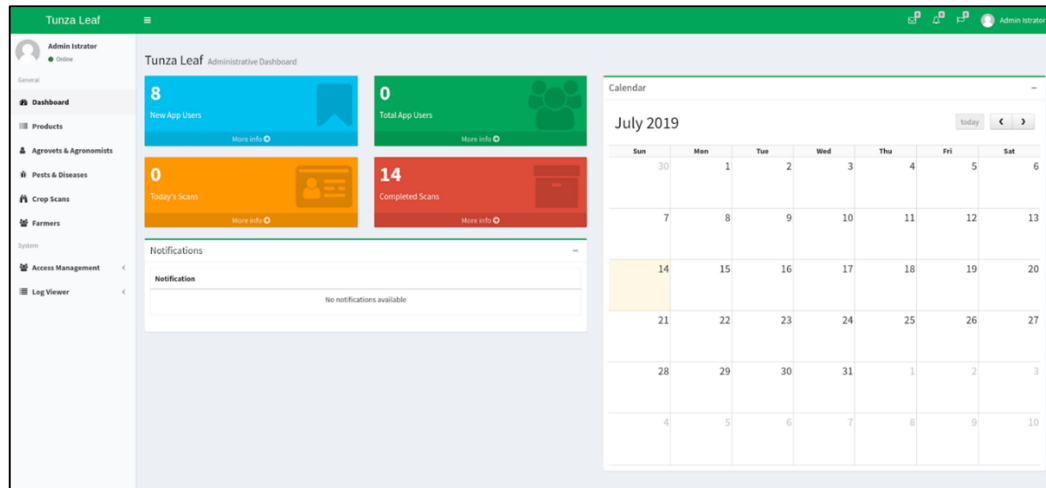 Tunza Leaf
Admin Istrator
Admin Istrator
Online
General
Dashboard
Products
Agrovets & Agronomists
Pests & Diseases
Crop Scans
Farmers
System
Access Management
Log Viewer
Tunza Leaf Administrative Dashboard
8
New App Users
More info
0
Total App Users
More info
0
Today's Scans
More info
14
Completed Scans
More info
Notifications
Notification
No notifications available
Calendar
July 2019
today
Sun Mon Tue Wed Thu Fri Sat
30 1 2 3 4 5 6
7 8 9 10 11 12 13
14 15 16 17 18 19 20
21 22 23 24 25 26 27
28 29 30 31 1 2 3
4 5 6 7 8 9 10